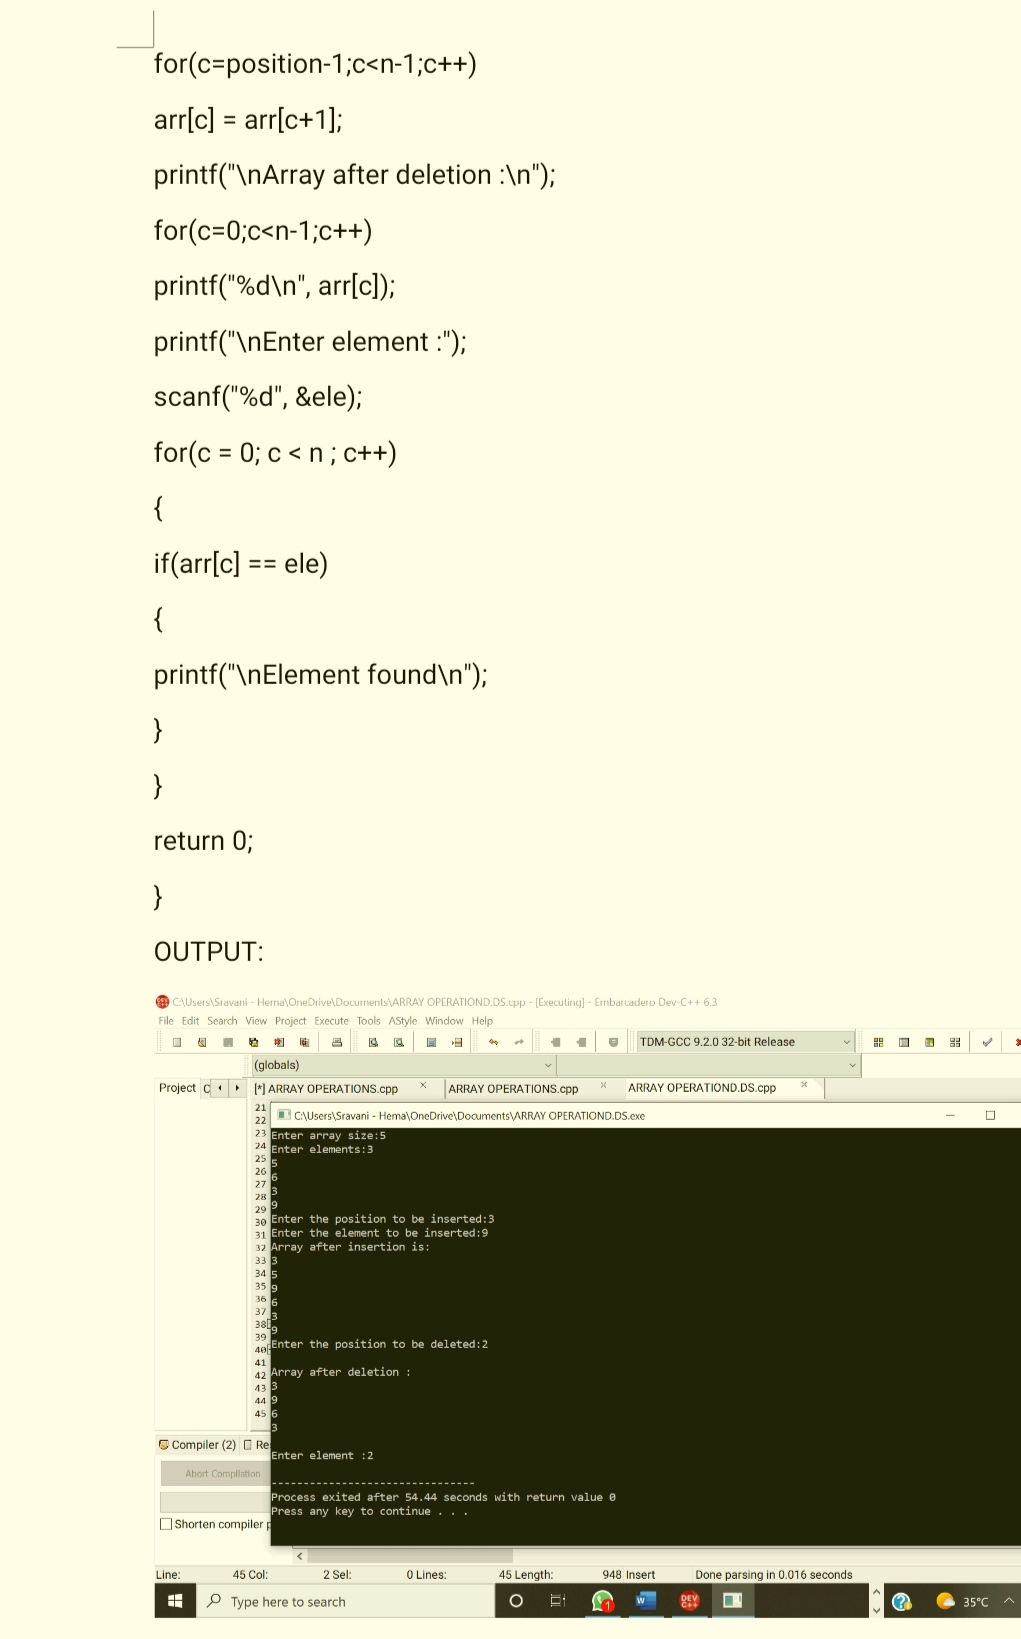 for(c=position-1;c<n-1;c++)
arr[c] = arr[c+1];
printf("\nArray after deletion :\n");
for(c=0;c<n-1;c++)
printf("%d\n", arr[c]);
printf("\nEnter element :");
scanf("%d", &ele);
for(c = 0; c < n ; c++)
{
if(arr[c] == ele)
{
printf("\nElement found\n");
}
}
return 0;
}
OUTPUT:
C:\Users\Sravani - Hema\OneDrive\Documents\ARRAY OPERATIOND.DS.cpp - [Executing] - Embarcadero Dev-C++ 6.3
File Edit Search View Project Execute Tools AStyle Window Help
TDM-GCC 9.2.0 32-bit Release
(globals)
Project C [*] ARRAY OPERATIONS.cpp ARRAY OPERATIONS.cpp ARRAY OPERATIOND.DS.cpp
C:\Users\Sravani - Hema\OneDrive\Documents\ARRAY OPERATIOND.DS.exe
21
22
23 Enter array size:5
24 Enter elements:3
25 5
26 6
27 3
28
29 9
30 Enter the position to be inserted:3
31 Enter the element to be inserted:9
32 Array after insertion is:
33 3
34 5
35 9
36 6
37 3
38 9
39
40 Enter the position to be deleted:2
41
42 Array after deletion :
43 3
44 9
45 6
3
Compiler (2) Re
Enter element :2
Abort Compilation
--------------------------------
Process exited after 54.44 seconds with return value 0
Press any key to continue . . .
Shorten compiler p
Line: 45 Col: 2 Sel: 0 Lines: 45 Length: 948 Insert Done parsing in 0.016 seconds
Type here to search
W
DEV C++
1
35°C